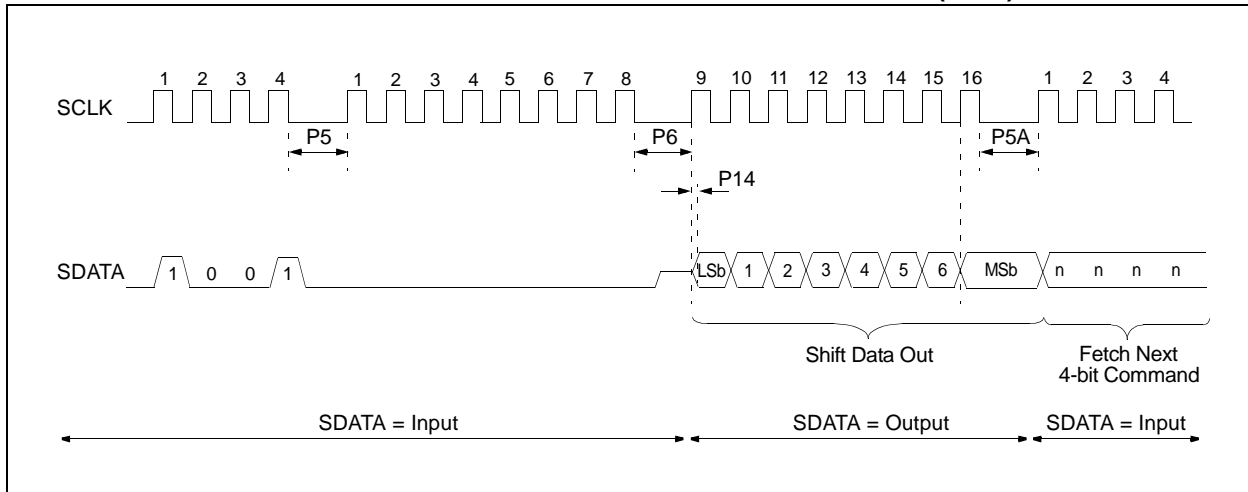 1 2 3 4 1 2 3 4 5 6 7 8 9 10 11 12 13 14 15 16 1 2 3 4
SCLK
P5 P6 P5A
P14
SDATA 1 0 0 1 LSb 1 2 3 4 5 6 MSb n n n n
Shift Data Out Fetch Next
4-bit Command
SDATA = Input SDATA = Output SDATA = Input